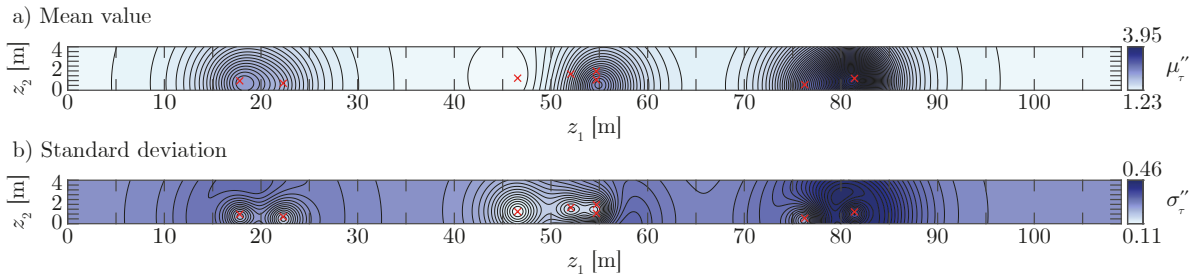 a) Mean value
z₂ [m]
4
2
0
0 10 20 30 40 50 60 70 80 90 100
z₁ [m]
3.95
μ″τ
1.23
b) Standard deviation
z₂ [m]
4
2
0
0 10 20 30 40 50 60 70 80 90 100
z₁ [m]
0.46
σ″τ
0.11